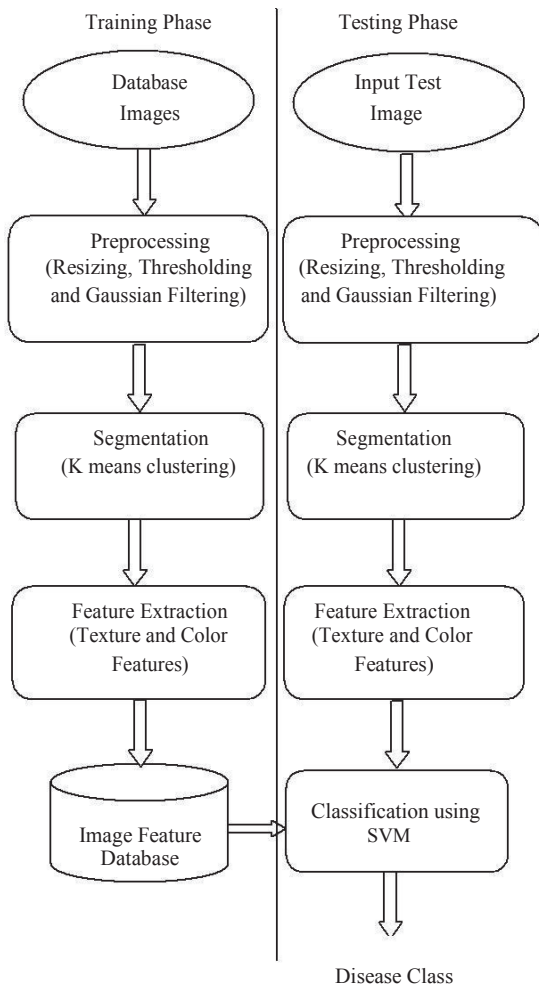 Training Phase
Database
Images
Preprocessing
(Resizing, Thresholding
and Gaussian Filtering)
Segmentation
(K means clustering)
Feature Extraction
(Texture and Color
Features)
Image Feature
Database
Testing Phase
Input Test
Image
Preprocessing
(Resizing, Thresholding
and Gaussian Filtering)
Segmentation
(K means clustering)
Feature Extraction
(Texture and Color
Features)
Classification using
SVM
Disease Class